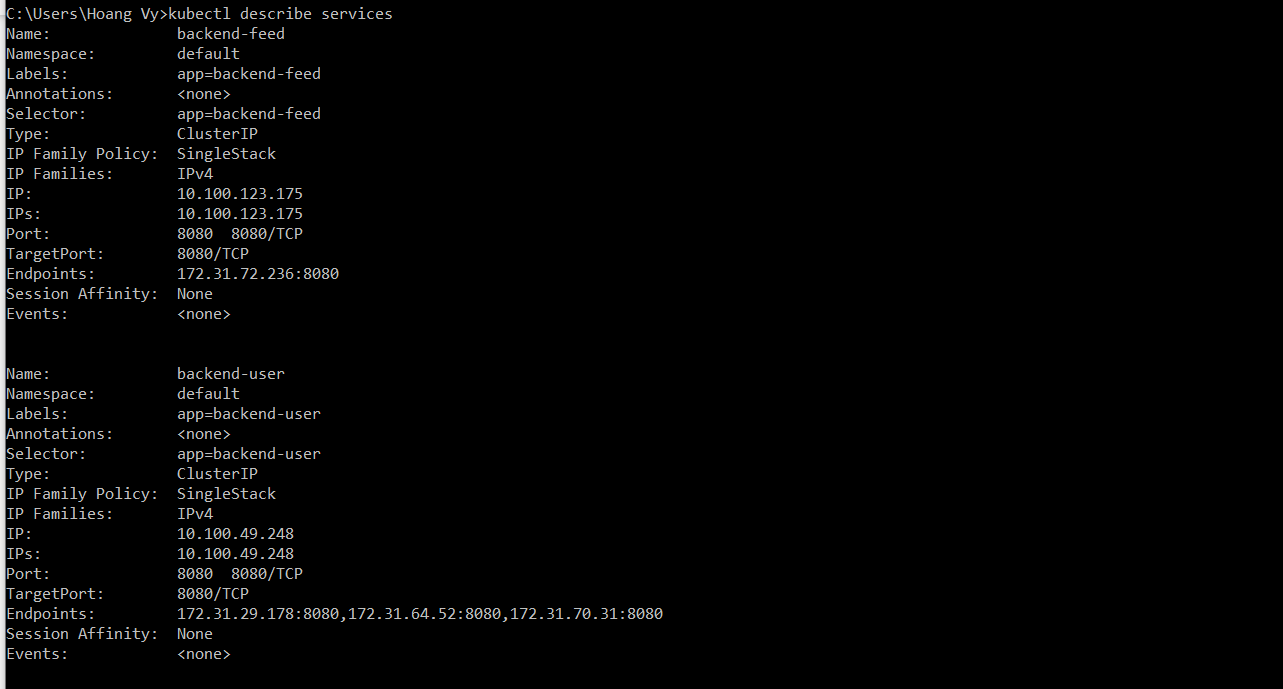 C:\Users\Hoang Vy>kubectl describe services
Name:              backend-feed
Namespace:         default
Labels:            app=backend-feed
Annotations:       <none>
Selector:          app=backend-feed
Type:              ClusterIP
IP Family Policy:  SingleStack
IP Families:       IPv4
IP:                10.100.123.175
IPs:               10.100.123.175
Port:              8080  8080/TCP
TargetPort:        8080/TCP
Endpoints:         172.31.72.236:8080
Session Affinity:  None
Events:            <none>
Name:              backend-user
Namespace:         default
Labels:            app=backend-user
Annotations:       <none>
Selector:          app=backend-user
Type:              ClusterIP
IP Family Policy:  SingleStack
IP Families:       IPv4
IP:                10.100.49.248
IPs:               10.100.49.248
Port:              8080  8080/TCP
TargetPort:        8080/TCP
Endpoints:         172.31.29.178:8080,172.31.64.52:8080,172.31.70.31:8080
Session Affinity:  None
Events:            <none>